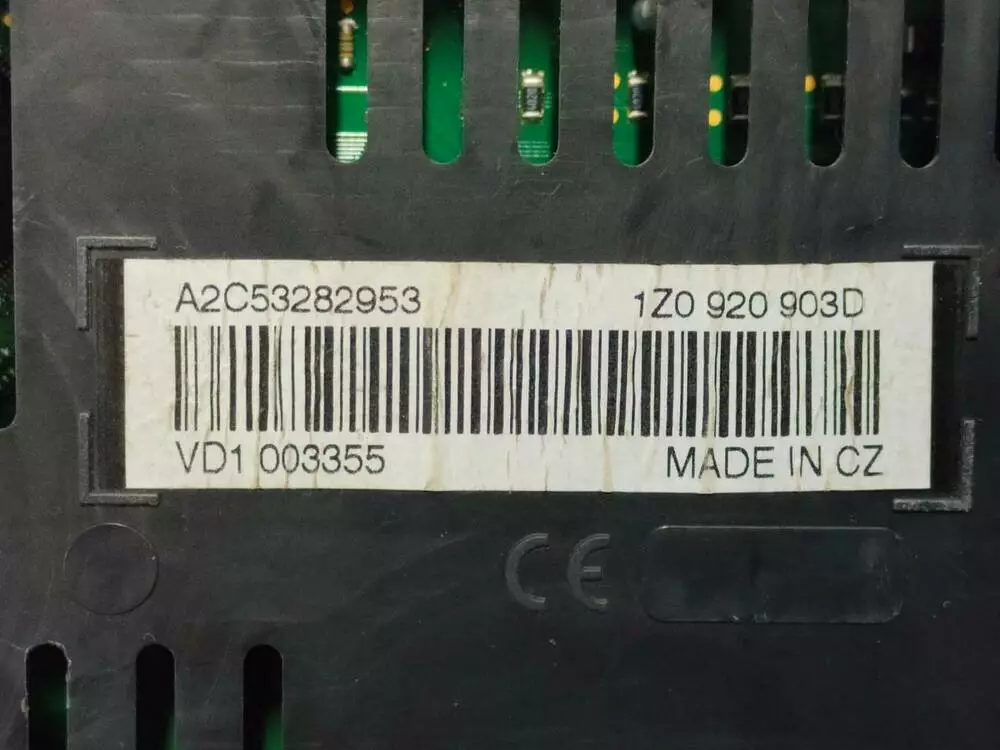 A2C53282953 1Z0 920 903D
VD1 003355 MADE IN CZ
CE